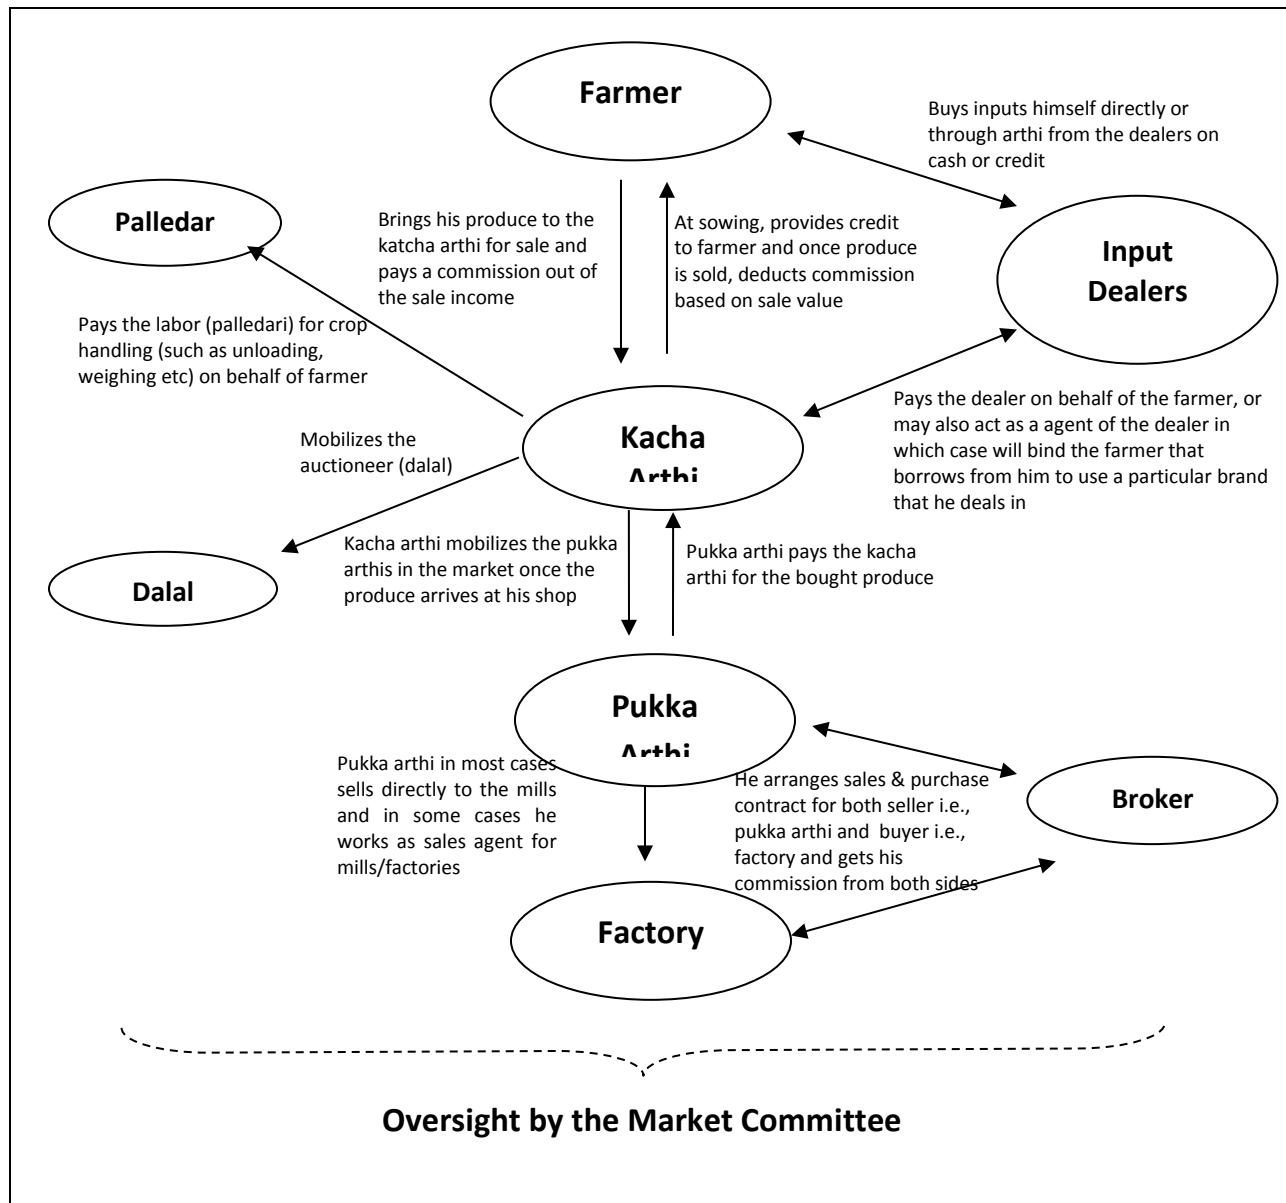 Farmer
Buys inputs himself directly or
through arthi from the dealers on
cash or credit
Palledar
Brings his produce to the
katcha arthi for sale and
pays a commission out of
the sale income
At sowing, provides credit
to farmer and once produce
is sold, deducts commission
based on sale value
Input
Dealers
Pays the labor (palledari) for crop
handling (such as unloading,
weighing etc) on behalf of farmer
Pays the dealer on behalf of the farmer, or
may also act as a agent of the dealer in
which case will bind the farmer that
borrows from him to use a particular brand
that he deals in
Kacha
Arthi
Mobilizes the
auctioneer (dalal)
Kacha arthi mobilizes the pukka
arthis in the market once the
produce arrives at his shop
Pukka arthi pays the kacha
arthi for the bought produce
Dalal
Pukka
Arthi
Pukka arthi in most cases
sells directly to the mills
and in some cases he
works as sales agent for
mills/factories
He arranges sales & purchase
contract for both seller i.e.,
pukka arthi and buyer i.e.,
factory and gets his
commission from both sides
Broker
Factory
Oversight by the Market Committee